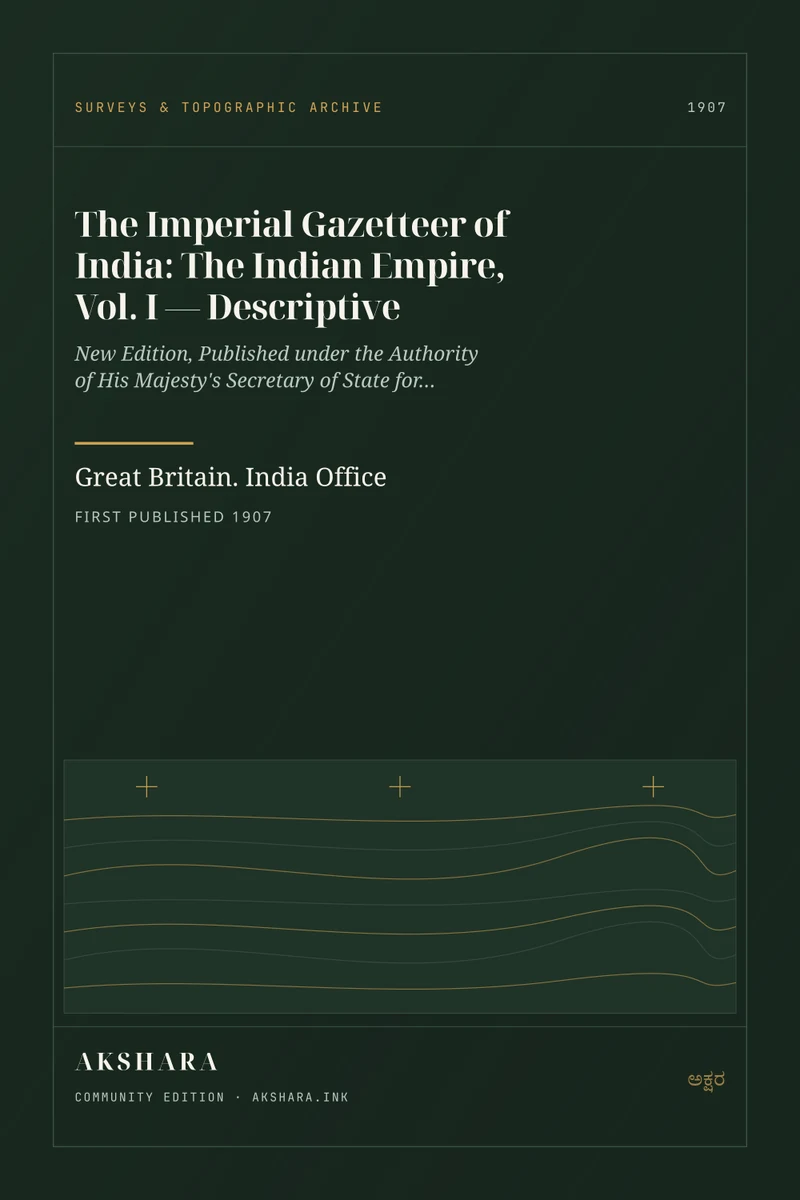 SURVEYS & TOPOGRAPHIC ARCHIVE
1907
The Imperial Gazetteer of
India: The Indian Empire,
Vol. I — Descriptive
New Edition, Published under the Authority
of His Majesty's Secretary of State for...
Great Britain. India Office
FIRST PUBLISHED 1907
AKSHARA
COMMUNITY EDITION · AKSHARA.INK
ಅಕ್ಷರ